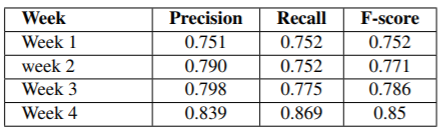 Week Precision Recall F-score
Week 1 0.751 0.752 0.752
week 2 0.790 0.752 0.771
Week 3 0.798 0.775 0.786
Week 4 0.839 0.869 0.85